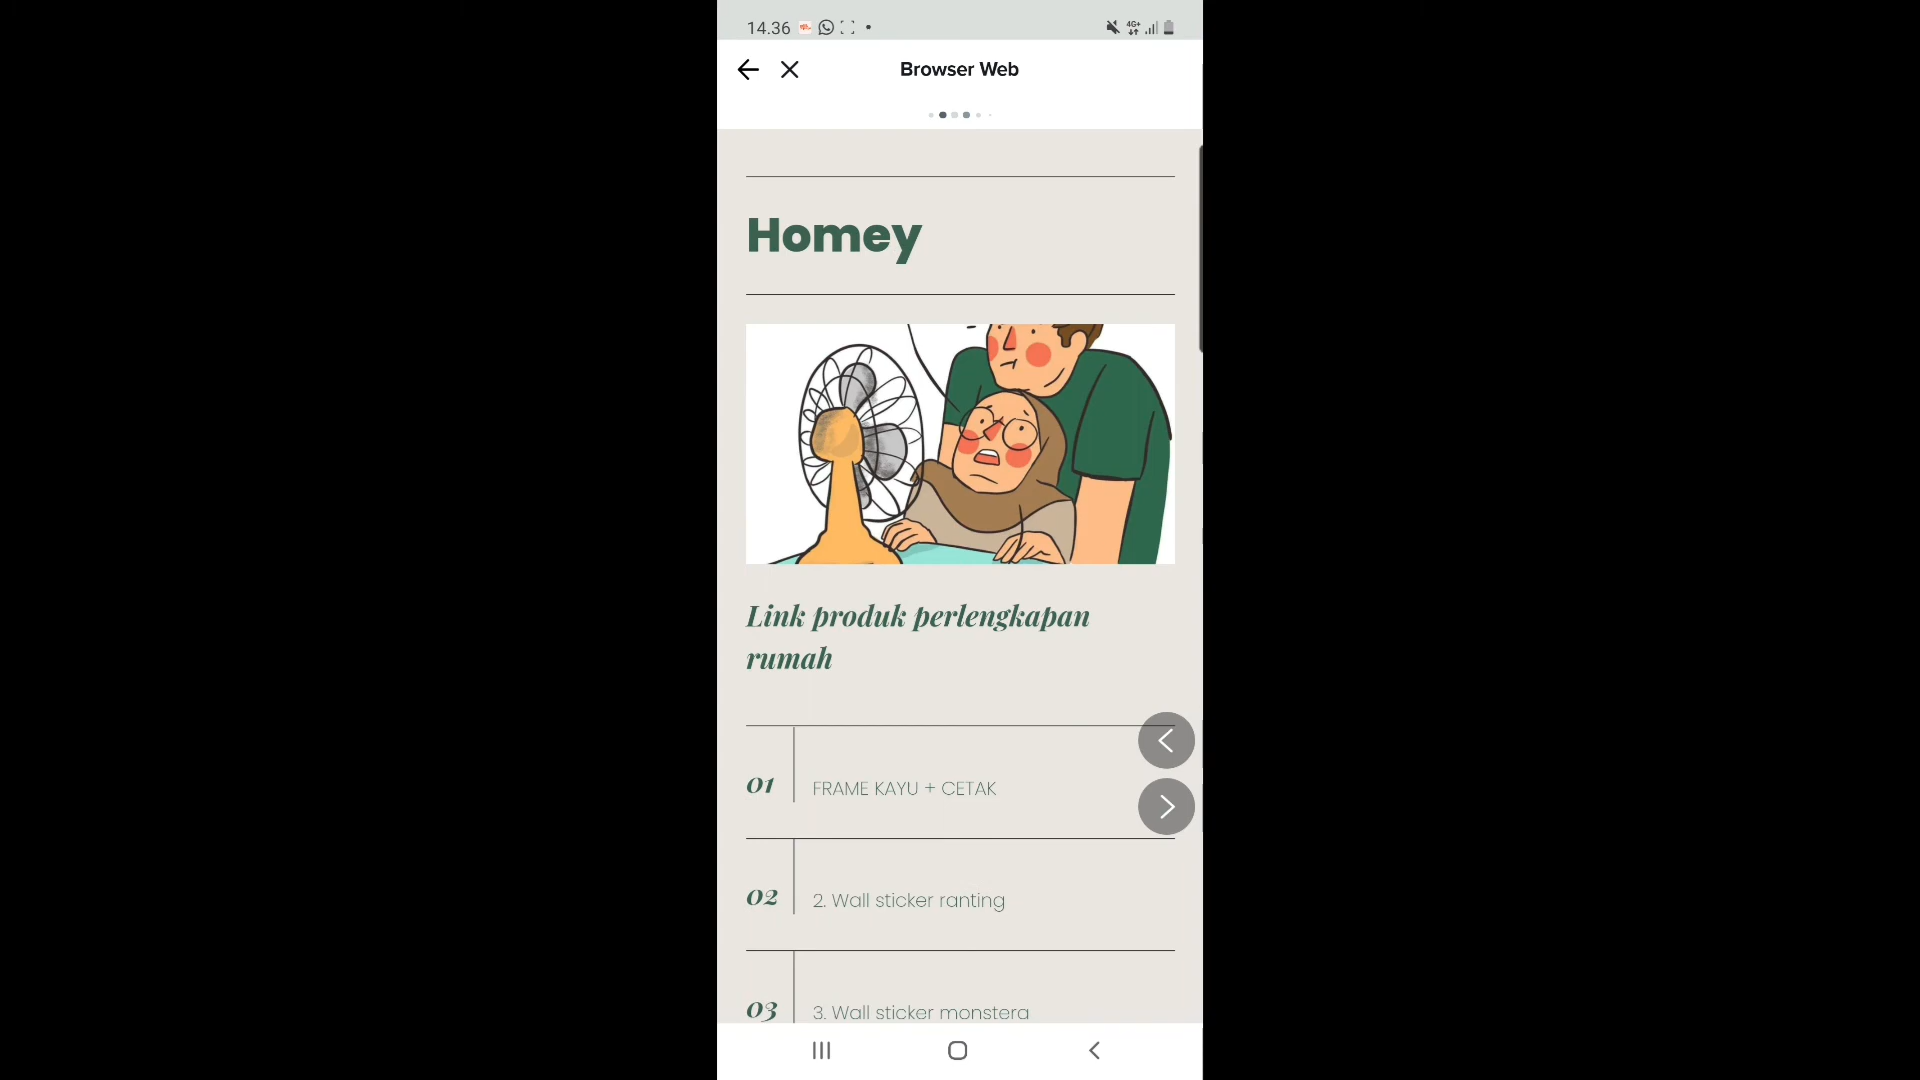 14.36
4G+
Browser Web
Homey
Link produk perlengkapan
rumah
01
FRAME KAYU + CETAK
02
2. Wall sticker ranting
03
3. Wall sticker monstera